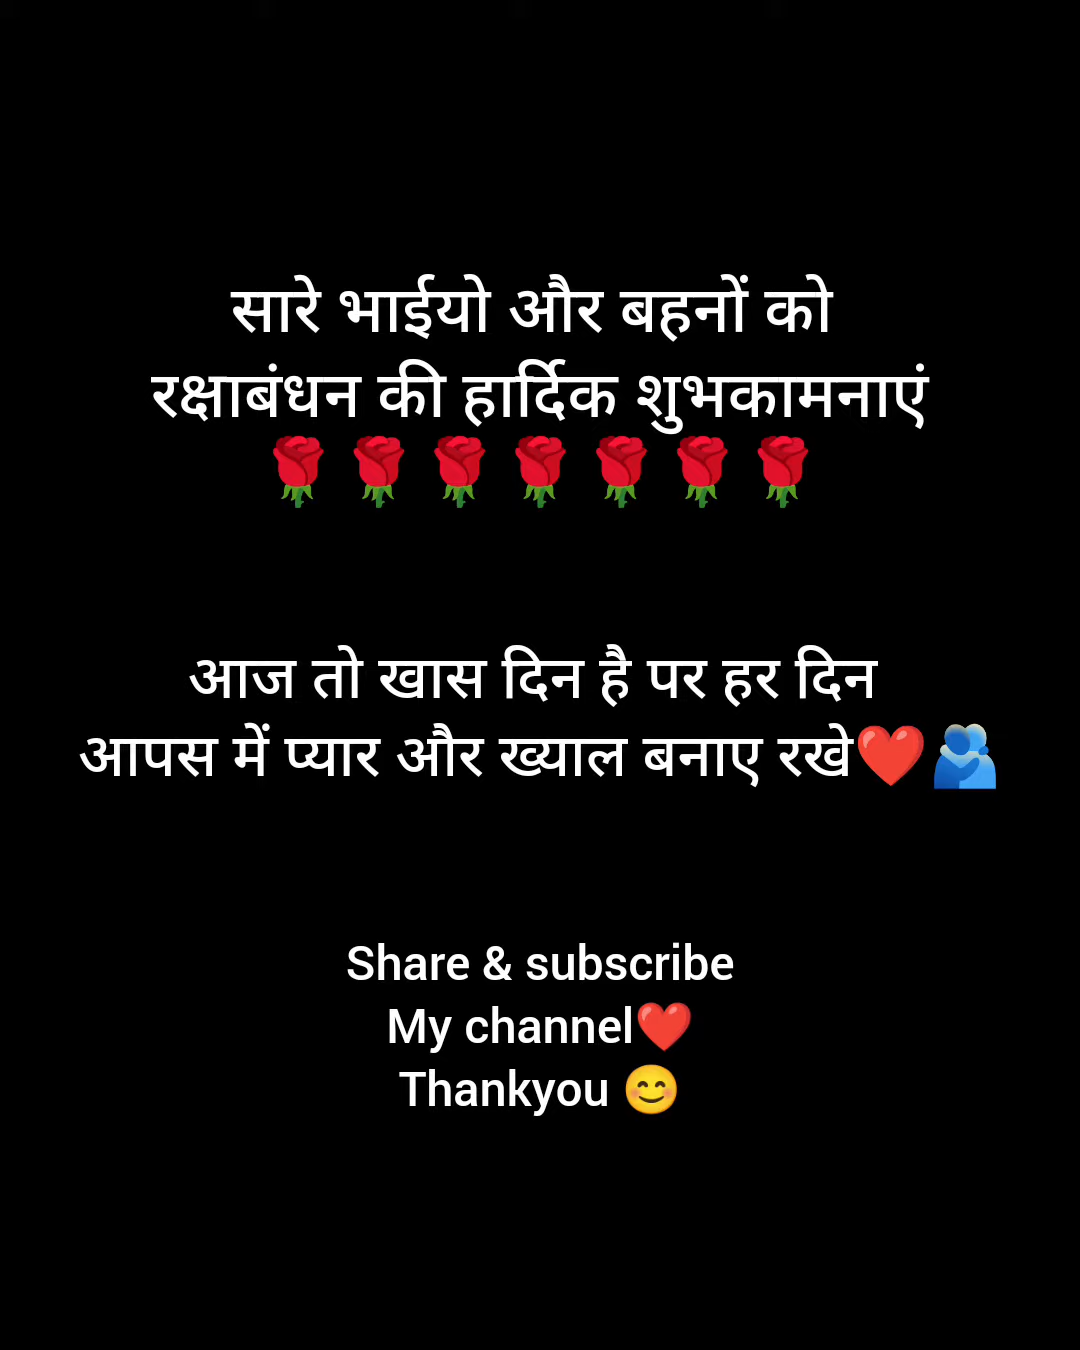 सारे भाईयो और बहनों को
रक्षाबंधन की हार्दिक शुभकामनाएं
🌹🌹🌹🌹🌹🌹🌹
आज तो खास दिन है पर हर दिन
आपस में प्यार और ख्याल बनाए रखे❤️🫂
Share & subscribe
My channel❤️
Thankyou 😊